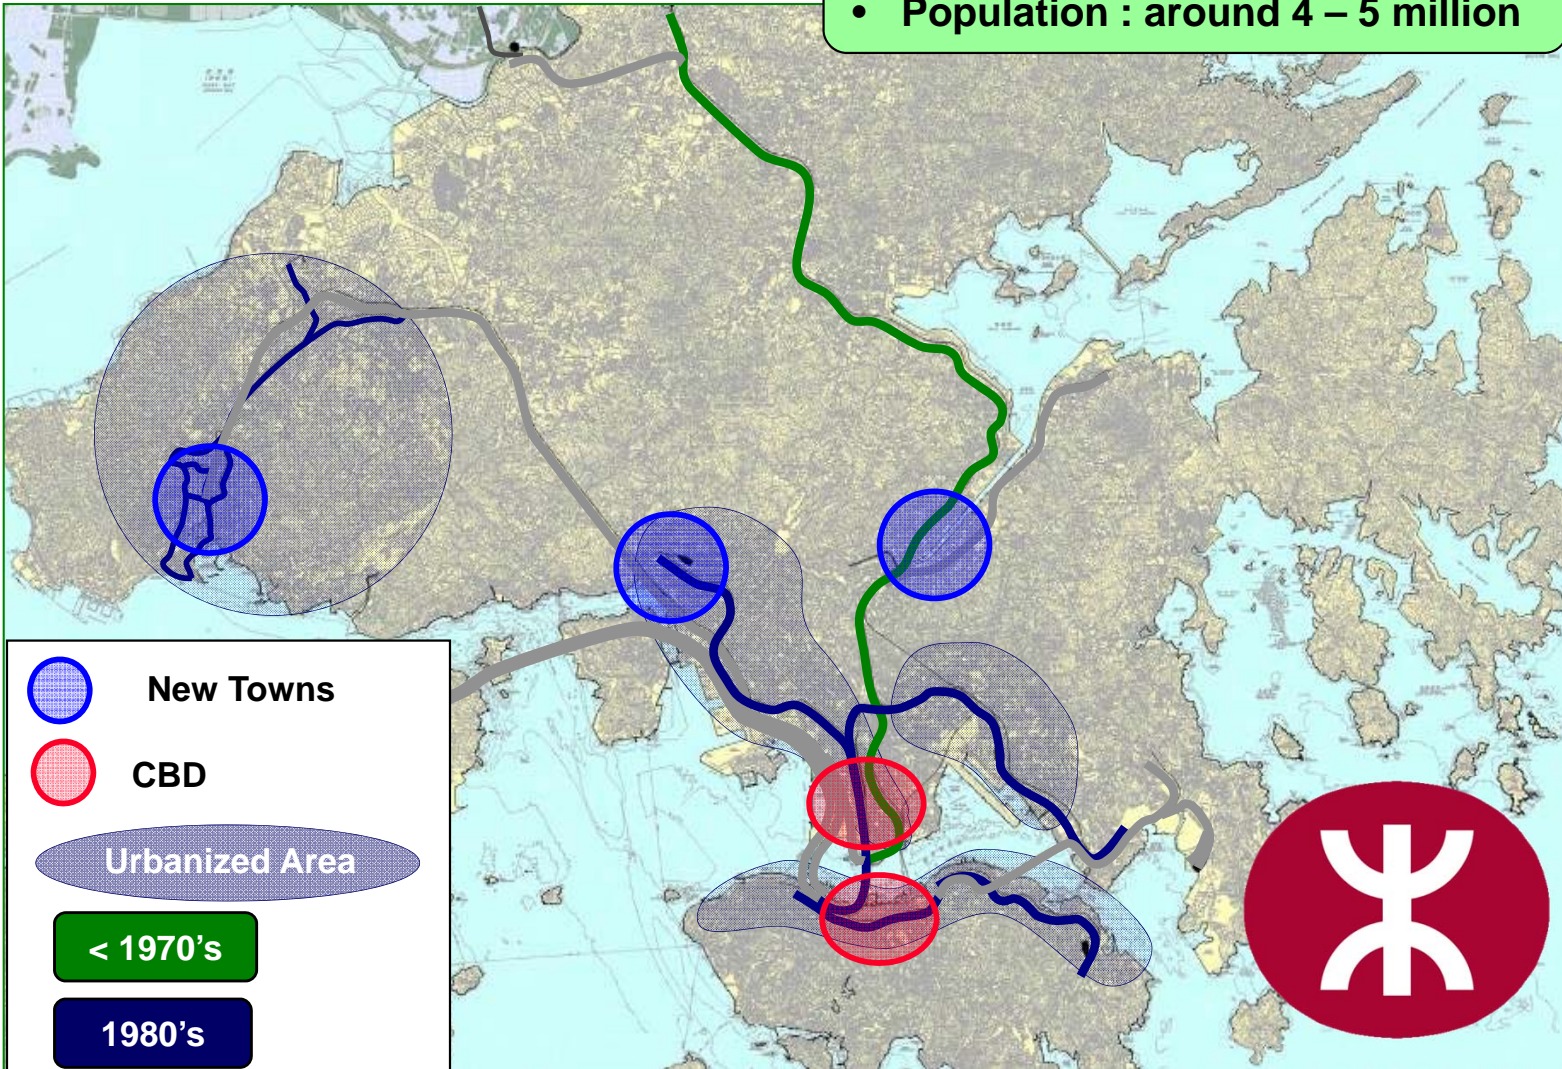 • Population : around 4 – 5 million
New Towns
CBD
Urbanized Area
< 1970’s
1980’s